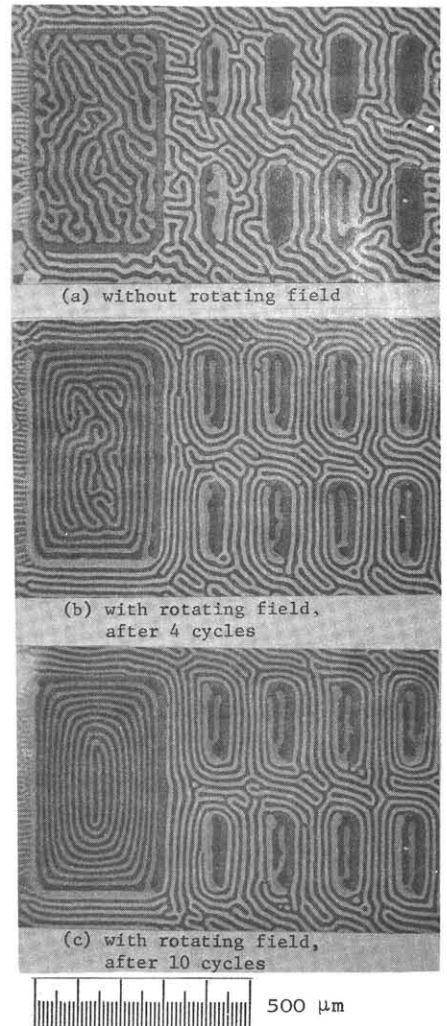 (a) without rotating field
(b) with rotating field,
after 4 cycles
(c) with rotating field,
after 10 cycles
500 μm